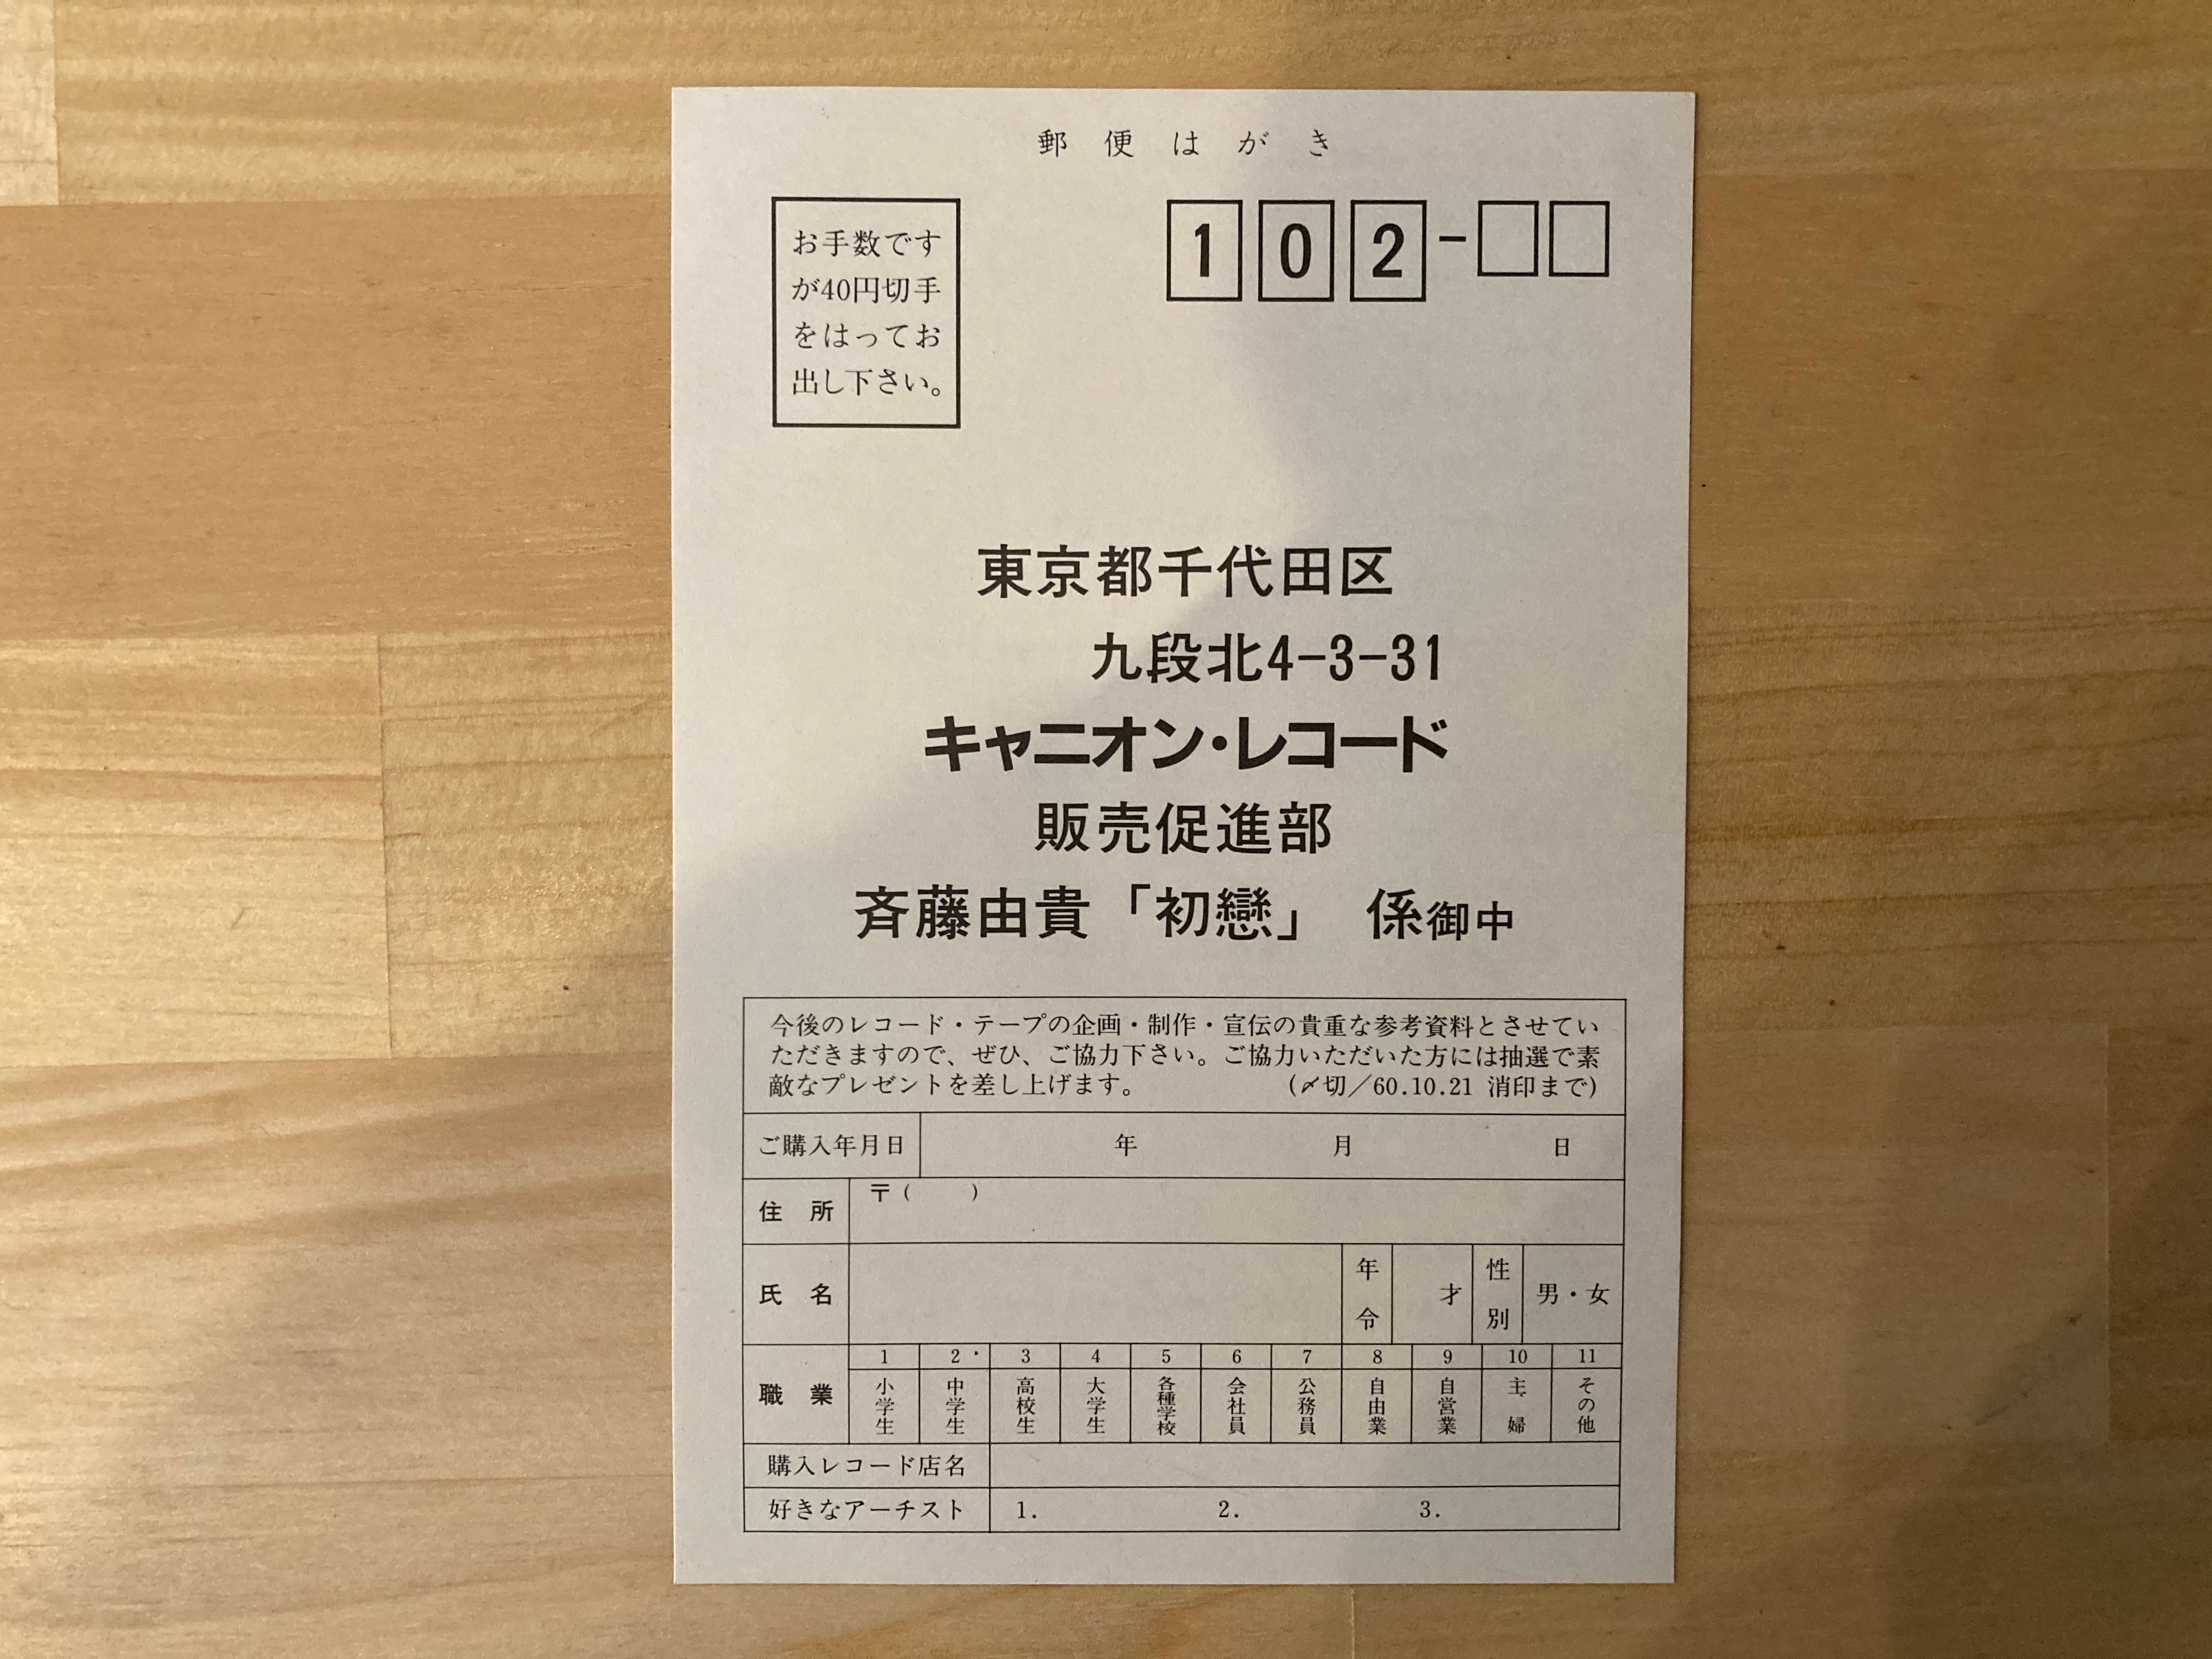 郵便はがき
お手数です
が40円切手
をはってお
出し下さい。
102-
東京都千代田区
九段北4-3-31
キャニオン・レコード
販売促進部
斉藤由貴「初戀」 係御中
今後のレコード・テープの企画・制作・宣伝の貴重な参考資料とさせてい
ただきますので、ぜひ、ご協力下さい。ご協力いただいた方には抽選で素
敵なプレゼントを差し上げます。 (〆切/60.10.21 消印まで)
ご購入年月日 年 月 日
住所 〒( )
氏名 年令 才 性別 男・女
職業 1 小学生 2 中学生 3 高校生 4 大学生 5 各種学校 6 会社員 7 公務員 8 自由業 9 自営業 10 主婦 11 その他
購入レコード店名
好きなアーチスト 1. 2. 3.